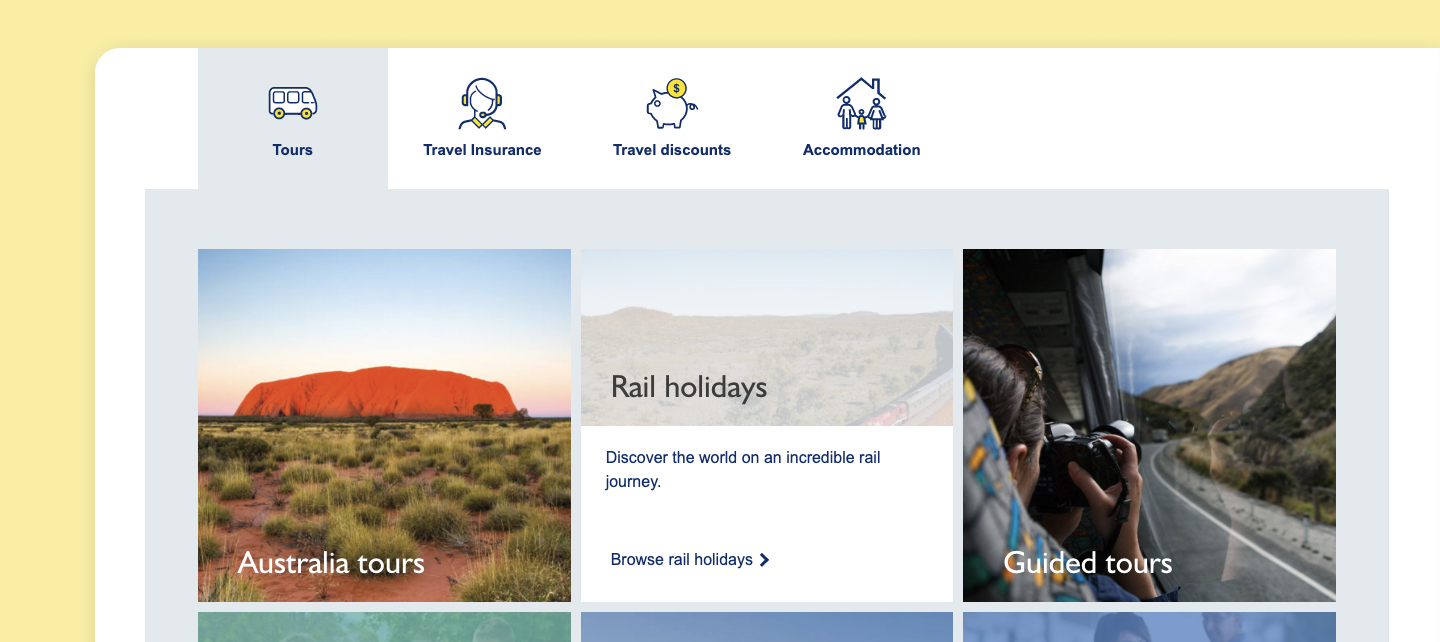 $
Tours
Travel Insurance
Travel discounts
Accommodation
Rail holidays
Discover the world on an incredible rail
journey.
Browse rail holidays
Australia tours
Guided tours